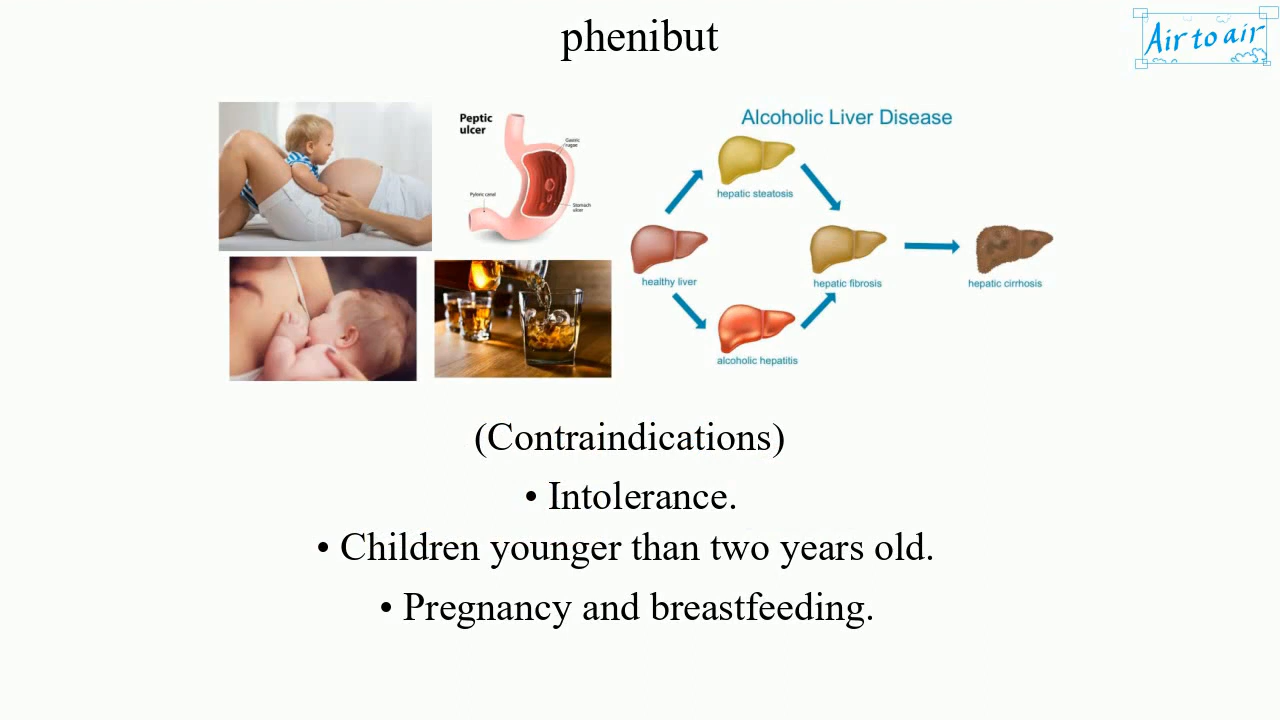 phenibut
Air to air
Peptic
ulcer
Gastric
rugae
Pyloric canal
Stomach
ulcer
Alcoholic Liver Disease
hepatic steatosis
healthy liver
hepatic fibrosis
hepatic cirrhosis
alcoholic hepatitis
(Contraindications)
• Intolerance.
• Children younger than two years old.
• Pregnancy and breastfeeding.